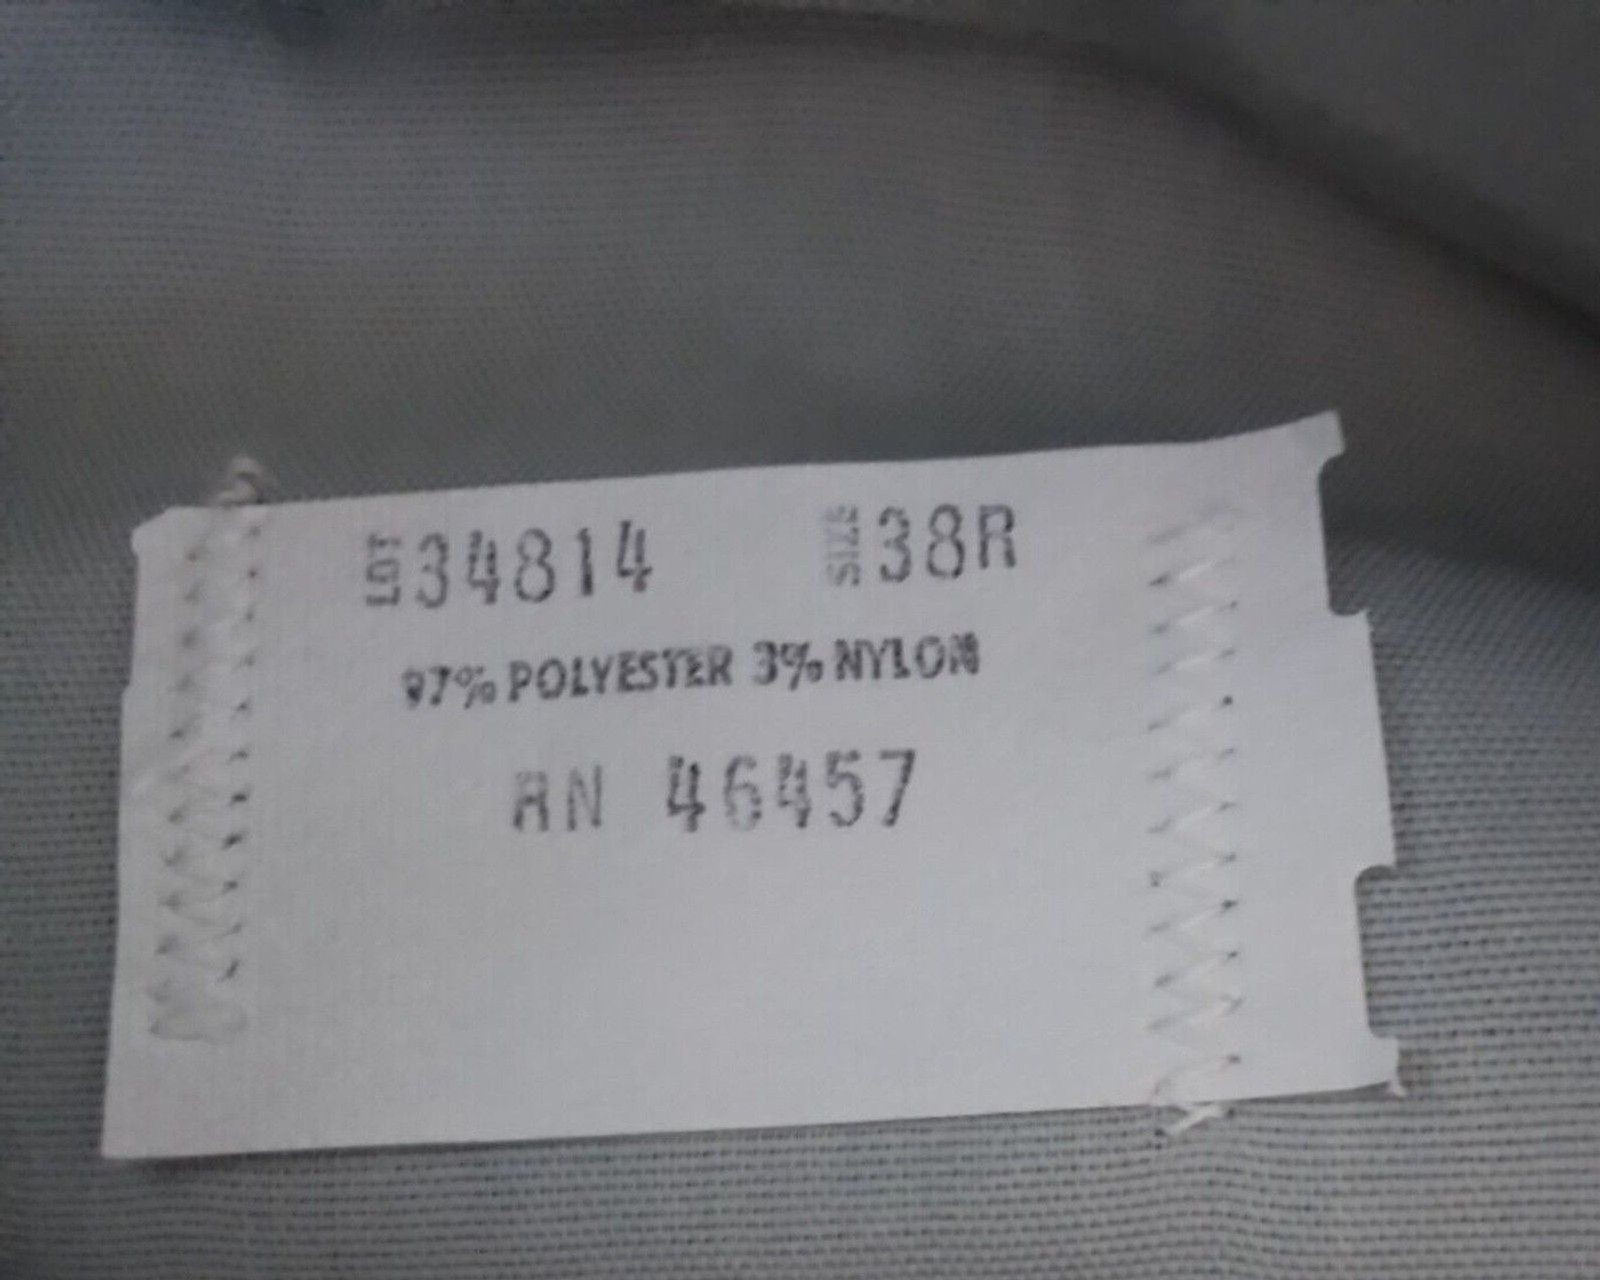 LOT 34814 SIZE 38R
97% POLYESTER 3% NYLON
RN 46457